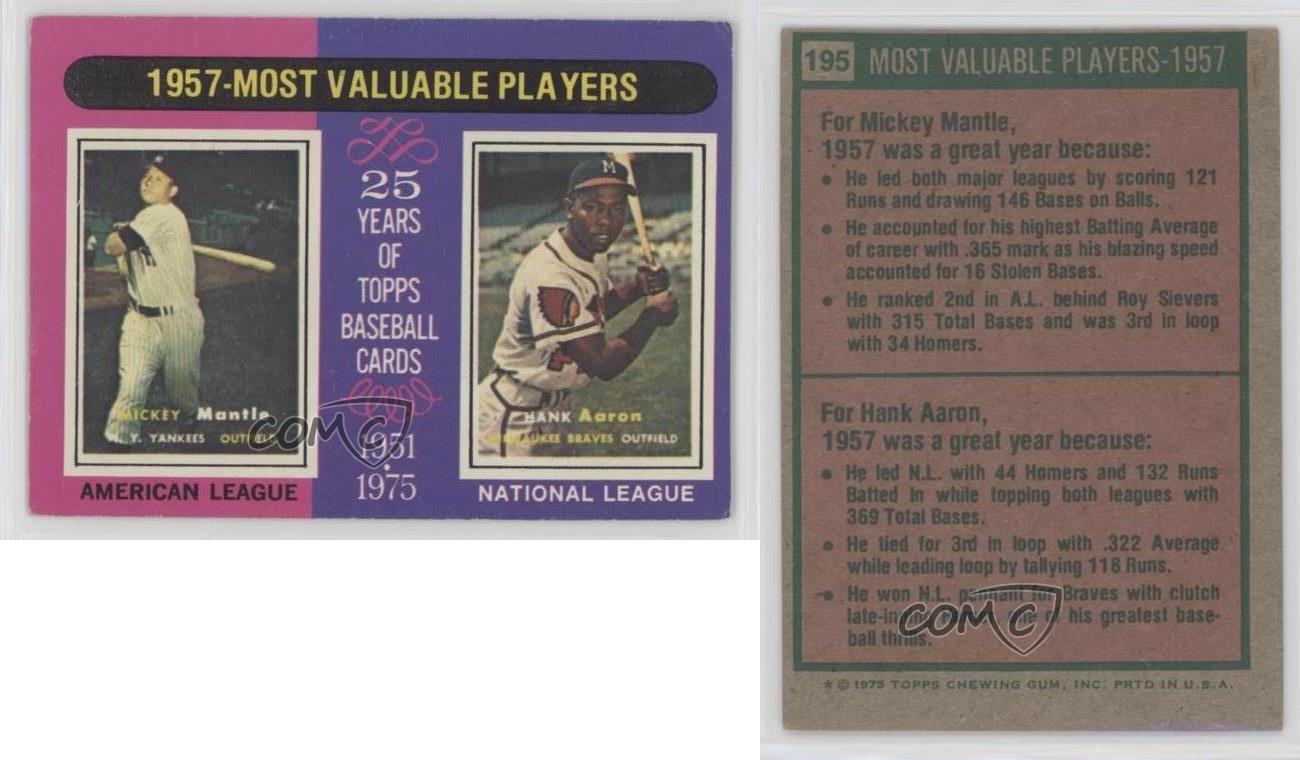 1957-MOST VALUABLE PLAYERS
25
YEARS
OF
TOPPS
BASEBALL
CARDS
1951
1975
MICKEY Mantle
N. Y. YANKEES OUTFIELD
AMERICAN LEAGUE
M
HANK Aaron
MILWAUKEE BRAVES OUTFIELD
NATIONAL LEAGUE
COMC
195 MOST VALUABLE PLAYERS-1957
For Mickey Mantle,
1957 was a great year because:
• He led both major leagues by scoring 121
Runs and drawing 146 Bases on Balls.
• He accounted for his highest Batting Average
of career with .365 mark as his blazing speed
accounted for 16 Stolen Bases.
• He ranked 2nd in A.L. behind Roy Sievers
with 315 Total Bases and was 3rd in loop
with 34 Homers.
For Hank Aaron,
1957 was a great year because:
• He led N.L. with 44 Homers and 132 Runs
Batted In while topping both leagues with
369 Total Bases.
• He tied for 3rd in loop with .322 Average
while leading loop by tallying 118 Runs.
• He won N.L. pennant for Braves with clutch
late-inning of his greatest base-
ball thrills.
COMC
* © 1975 TOPPS CHEWING GUM, INC. PRTD IN U.S.A.